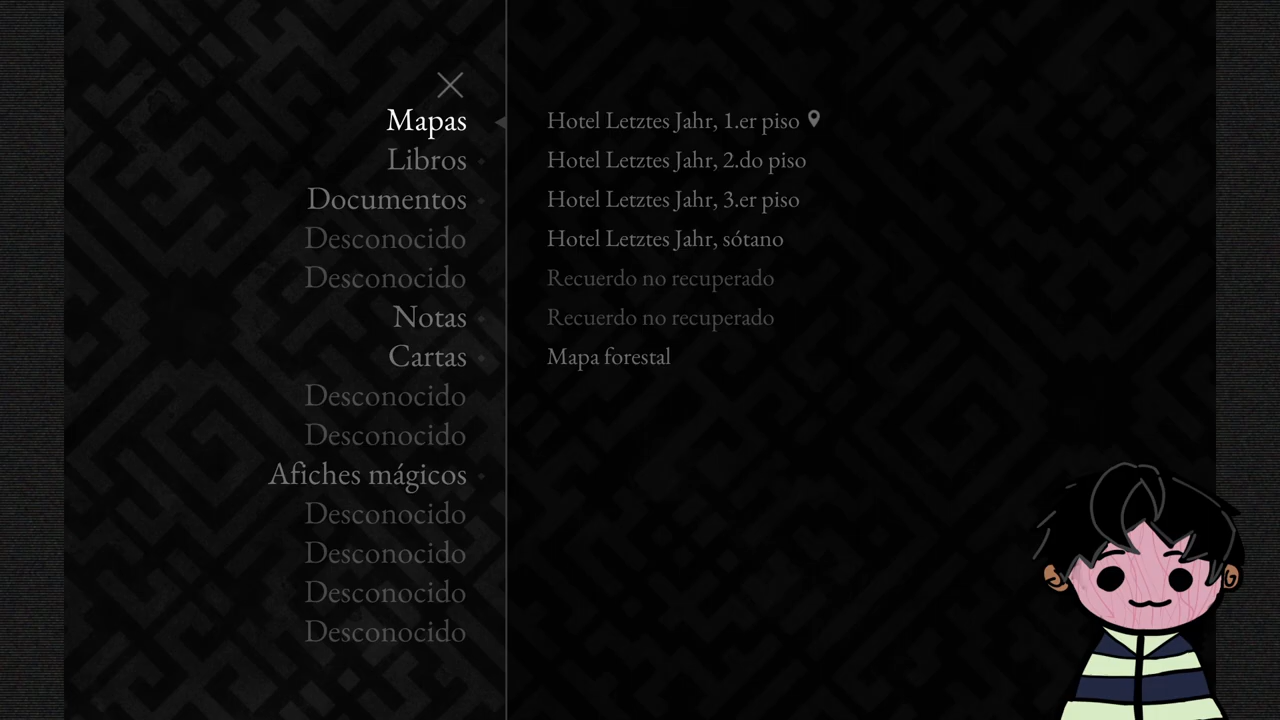 Mapas
Libros
Documentos
Desconocido
Desconocido
Notas
Cartas
Desconocido
Desconocido
Afiches mágicos
Desconocido
Desconocido
Desconocido
Desconocido
Hotel Letztes Jahr, 1.er piso
Hotel Letztes Jahr, 2.do piso
Hotel Letztes Jahr, 3.er piso
Hotel Letztes Jahr, sótano
Recuerdo no recuperado
Recuerdo no recuperado
Mapa forestal